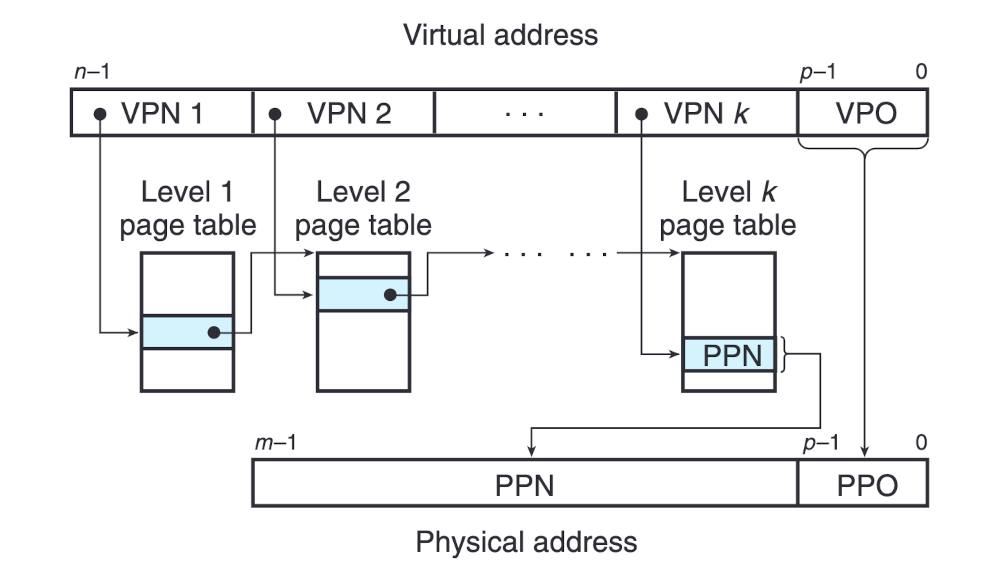 Virtual address
n–1 p–1 0
VPN 1 VPN 2 · · · VPN k VPO
Level 1 page table
Level 2 page table
Level k page table
· · · · · ·
PPN
m–1 p–1 0
PPN PPO
Physical address